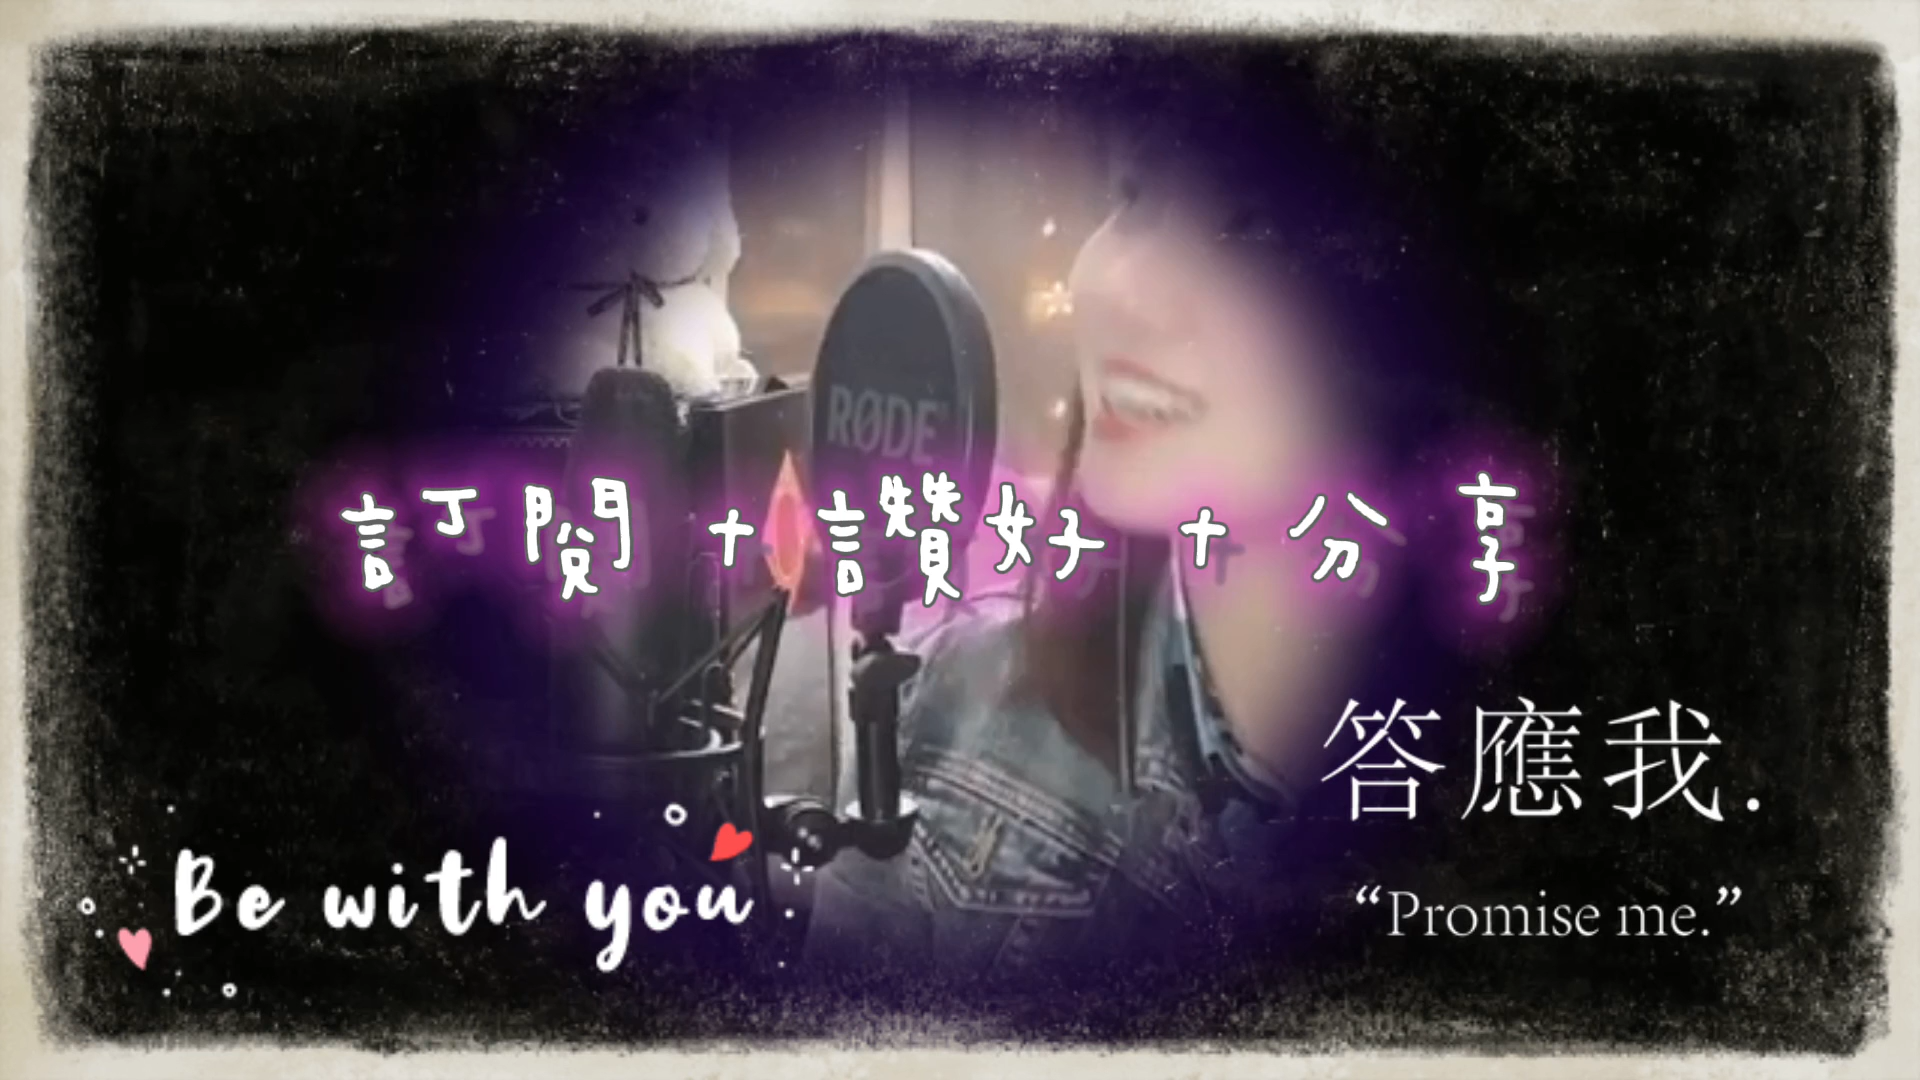 RØDE
訂閱 + 讚好 + 分享
答應我.
Be with you
“Promise me.”